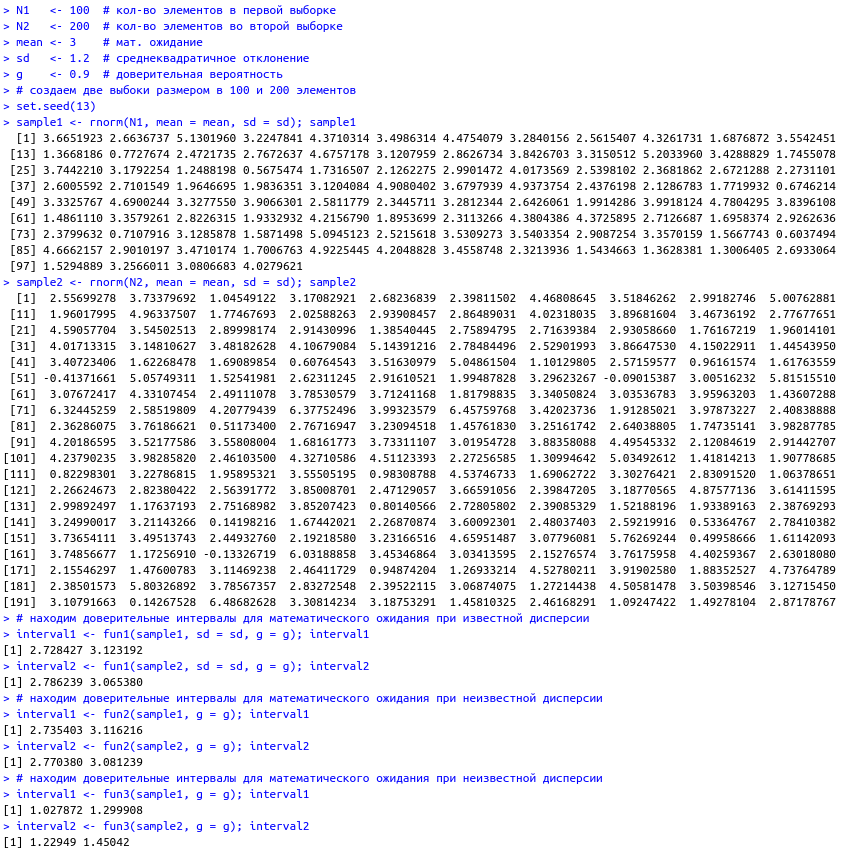 > N1   <- 100  # кол-во элементов в первой выборке
> N2   <- 200  # кол-во элементов во второй выборке
> mean <- 3    # мат. ожидание
> sd   <- 1.2  # среднеквадратичное отклонение
> g    <- 0.9  # доверительная вероятность
> # создаем две выбоки размером в 100 и 200 элементов
> set.seed(13)
> sample1 <- rnorm(N1, mean = mean, sd = sd); sample1
  [1] 3.6651923 2.6636737 5.1301960 3.2247841 4.3710314 3.4986314 4.4754079 3.2840156 2.5615407 4.3261731 1.6876872 3.5542451
 [13] 1.3668186 0.7727674 2.4721735 2.7672637 4.6757178 3.1207959 2.8626734 3.8426703 3.3150512 5.2033960 3.4288829 1.7455078
 [25] 3.7442210 3.1792254 1.2488198 0.5675474 1.7316507 2.1262275 2.9901472 4.0173569 2.5398102 2.3681862 2.6721288 2.2731101
 [37] 2.6005592 2.7101549 1.9646695 1.9836351 3.1204084 4.9080402 3.6797939 4.9373754 2.4376198 2.1286783 1.7719932 0.6746214
 [49] 3.3325767 4.6900244 3.3277550 3.9066301 2.5811779 2.3445711 3.2812344 2.6426061 1.9914286 3.9918124 4.7804295 3.8396108
 [61] 1.4861110 3.3579261 2.8226315 1.9332932 4.2156790 1.8953699 2.3113266 4.3804386 4.3725895 2.7126687 1.6958374 2.9262636
 [73] 2.3799632 0.7107916 3.1285878 1.5871498 5.0945123 2.5215618 3.5309273 3.5403354 2.9087254 3.3570159 1.5667743 0.6037494
 [85] 4.6662157 2.9010197 3.4710174 1.7006763 4.9225445 4.2048828 3.4558748 2.3213936 1.5434663 1.3628381 1.3006405 2.6933064
 [97] 1.5294889 3.2566011 3.0806683 4.0279621
> sample2 <- rnorm(N2, mean = mean, sd = sd); sample2
  [1]  2.55699278  3.73379692  1.04549122  3.17082921  2.68236839  2.39811502  4.46808645  3.51846262  2.99182746  5.00762881
 [11]  1.96017995  4.96337507  1.77467693  2.02588263  2.93908457  2.86489031  4.02318035  3.89681604  3.46736192  2.77677651
 [21]  4.59057704  3.54502513  2.89998174  2.91430996  1.38540445  2.75894795  2.71639384  2.93058660  1.76167219  1.96014101
 [31]  4.01713315  3.14810627  3.48182628  4.10679084  5.14391216  2.78484496  2.52901993  3.86647530  4.15022911  1.44543950
 [41]  3.40723406  1.62268478  1.69089854  0.60764543  3.51630979  5.04861504  1.10129805  2.57159577  0.96161574  1.61763559
 [51] -0.41371661  5.05749311  1.52541981  2.62311245  2.91610521  1.99487828  3.29623267 -0.09015387  3.00516232  5.81515510
 [61]  3.07672417  4.33107454  2.49111078  3.78530579  3.71241168  1.81798835  3.34050824  3.03536783  3.95963203  1.43607288
 [71]  6.32445259  2.58519809  4.20779439  6.37752496  3.99323579  6.45759768  3.42023736  1.91285021  3.97873227  2.40838888
 [81]  2.36286075  3.76186621  0.51173400  2.76716947  3.23094518  1.45761830  3.25161742  2.64038805  1.74735141  3.98287785
 [91]  4.20186595  3.52177586  3.55808004  1.68161773  3.73311107  3.01954728  3.88358088  4.49545332  2.12084619  2.91442707
[101]  4.23790235  3.98285820  2.46103500  4.32710586  4.51123393  2.27256585  1.30994642  5.03492612  1.41814213  1.90778685
[111]  0.82298301  3.22786815  1.95895321  3.55505195  0.98308788  4.53746733  1.69062722  3.30276421  2.83091520  1.06378651
[121]  2.26624673  2.82380422  2.56391772  3.85008701  2.47129057  3.66591056  2.39847205  3.18770565  4.87577136  3.61411595
[131]  2.99892497  1.17637193  2.75168982  3.85207423  0.80140566  2.72805802  2.39085329  1.52188196  1.93389163  2.38769293
[141]  3.24990017  3.21143266  0.14198216  1.67442021  2.26870874  3.60092301  2.48037403  2.59219916  0.53364767  2.78410382
[151]  3.73654111  3.49513743  2.44932760  2.19218580  3.23166516  4.65951487  3.07796081  5.76269244  0.49958666  1.61142093
[161]  3.74856677  1.17256910 -0.13326719  6.03188858  3.45346864  3.03413595  2.15276574  3.76175958  4.40259367  2.63018080
[171]  2.15546297  1.47600783  3.11469238  2.46411729  0.94874204  1.26933214  4.52780211  3.91902580  1.88352527  4.73764789
[181]  2.38501573  5.80326892  3.78567357  2.83272548  2.39522115  3.06874075  1.27214438  4.50581478  3.50398546  3.12715450
[191]  3.10791663  0.14267528  6.48682628  3.30814234  3.18753291  1.45810325  2.46168291  1.09247422  1.49278104  2.87178767
> # находим доверительные интервалы для математического ожидания при известной дисперсии
> interval1 <- fun1(sample1, sd = sd, g = g); interval1
[1] 2.728427 3.123192
> interval2 <- fun1(sample2, sd = sd, g = g); interval2
[1] 2.786239 3.065380
> # находим доверительные интервалы для математического ожидания при неизвестной дисперсии
> interval1 <- fun2(sample1, g = g); interval1
[1] 2.735403 3.116216
> interval2 <- fun2(sample2, g = g); interval2
[1] 2.770380 3.081239
> # находим доверительные интервалы для математического ожидания при неизвестной дисперсии
> interval1 <- fun3(sample1, g = g); interval1
[1] 1.027872 1.299908
> interval2 <- fun3(sample2, g = g); interval2
[1] 1.22949 1.45042